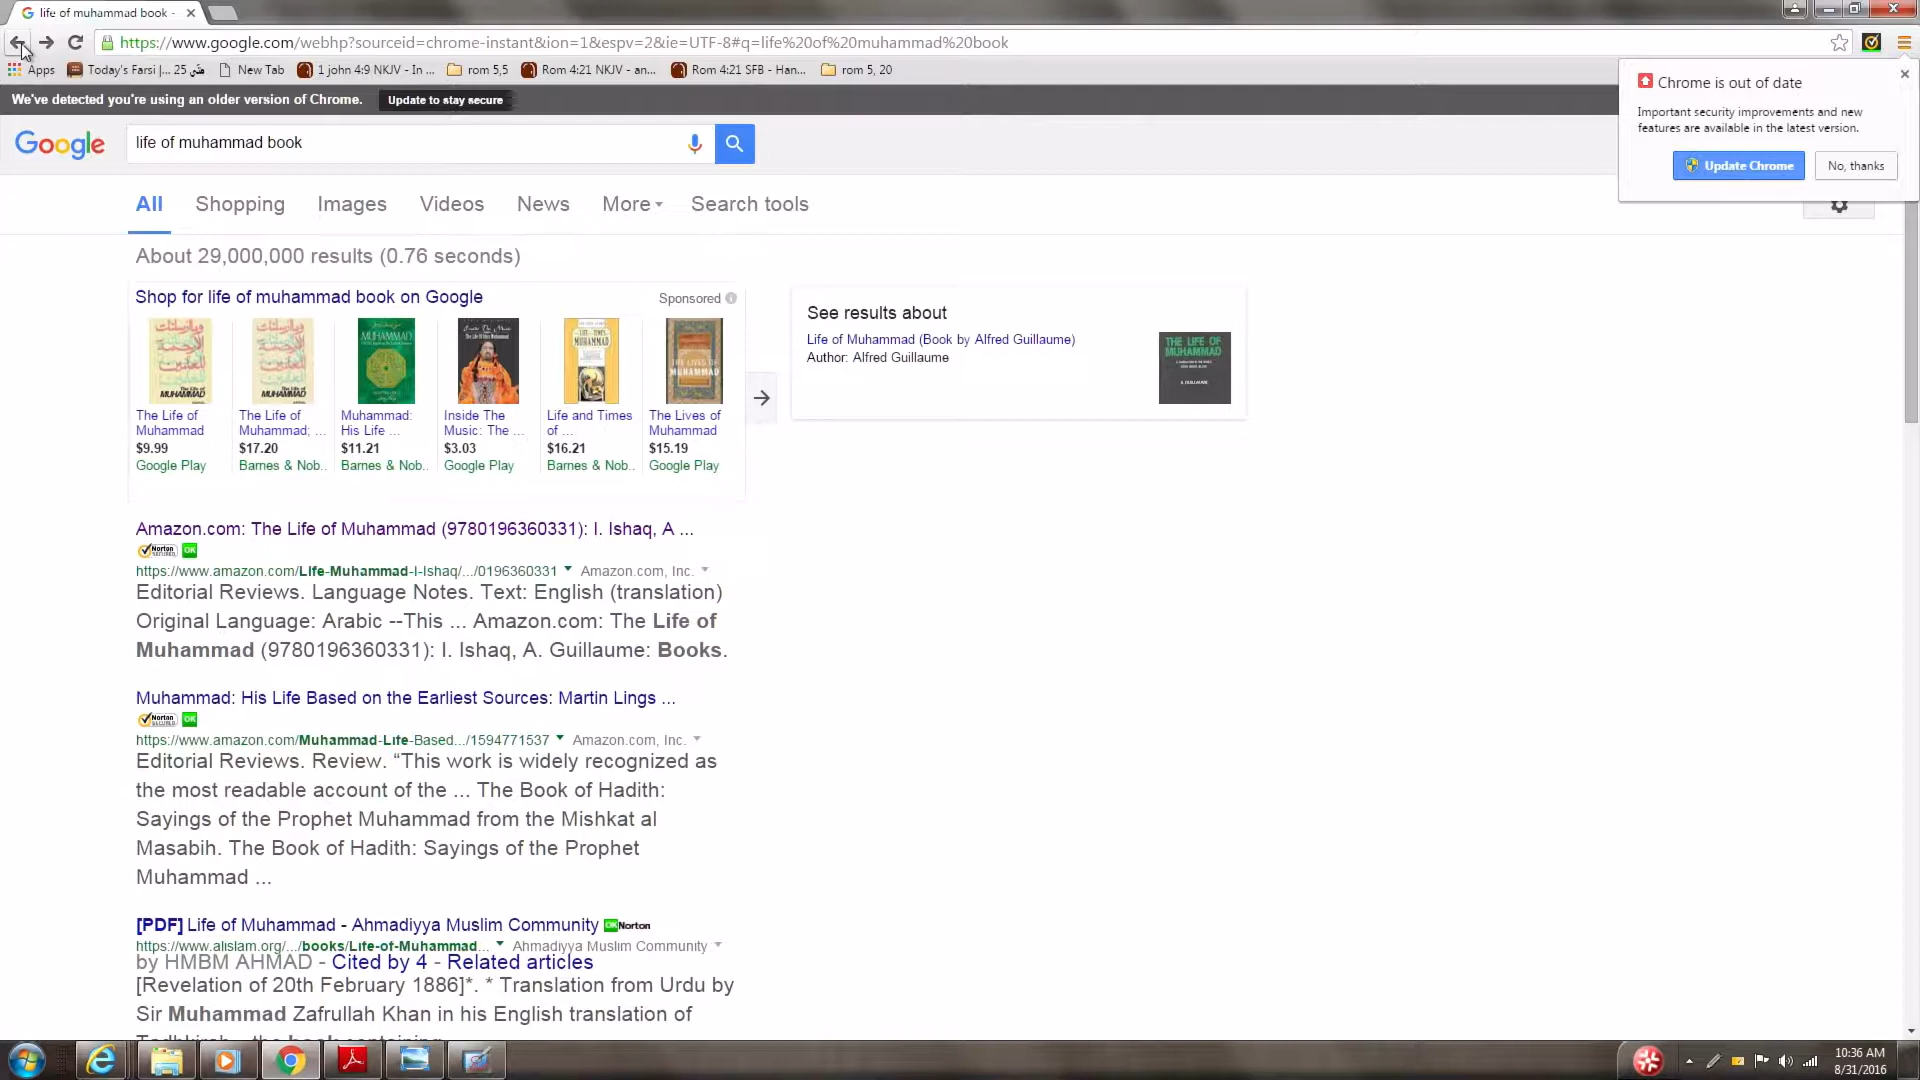 life of muhammad book -
https://www.google.com/webhp?sourceid=chrome-instant&ion=1&espv=2&ie=UTF-8#q=life%20of%20muhammad%20book
Apps
Today's Farsi |... 25
New Tab
1 john 4:9 NKJV - In ...
rom 5,5
Rom 4:21 NKJV - an...
Rom 4:21 SFB - Han...
rom 5, 20
We've detected you're using an older version of Chrome. Update to stay secure
Chrome is out of date
Important security improvements and new
features are available in the latest version.
Update Chrome
No, thanks
Google
life of muhammad book
All Shopping Images Videos News More Search tools
About 29,000,000 results (0.76 seconds)
Shop for life of muhammad book on Google
Sponsored
The Life of
Muhammad
$9.99
Google Play
The Life of
Muhammad; ...
$17.20
Barnes & Nob..
Muhammad:
His Life ...
$11.21
Barnes & Nob..
Inside The
Music: The ...
$3.03
Google Play
Life and Times
of ...
$16.21
Barnes & Nob..
The Lives of
Muhammad
$15.19
Google Play
See results about
Life of Muhammad (Book by Alfred Guillaume)
Author: Alfred Guillaume
THE LIFE OF
MUHAMMAD
Amazon.com: The Life of Muhammad (9780196360331): I. Ishaq, A ...
Norton
SECURED
OK
https://www.amazon.com/Life-Muhammad-I-Ishaq/.../0196360331 Amazon.com, Inc.
Editorial Reviews. Language Notes. Text: English (translation)
Original Language: Arabic --This ... Amazon.com: The Life of
Muhammad (9780196360331): I. Ishaq, A. Guillaume: Books.
Muhammad: His Life Based on the Earliest Sources: Martin Lings ...
Norton
SECURED
OK
https://www.amazon.com/Muhammad-Life-Based.../1594771537 Amazon.com, Inc.
Editorial Reviews. Review. “This work is widely recognized as
the most readable account of the ... The Book of Hadith:
Sayings of the Prophet Muhammad from the Mishkat al
Masabih. The Book of Hadith: Sayings of the Prophet
Muhammad ...
[PDF] Life of Muhammad - Ahmadiyya Muslim Community OK Norton
https://www.alislam.org/.../books/Life-of-Muhammad... Ahmadiyya Muslim Community
by HMBM AHMAD - Cited by 4 - Related articles
[Revelation of 20th February 1886]*. * Translation from Urdu by
Sir Muhammad Zafrullah Khan in his English translation of
10:36 AM
8/31/2016